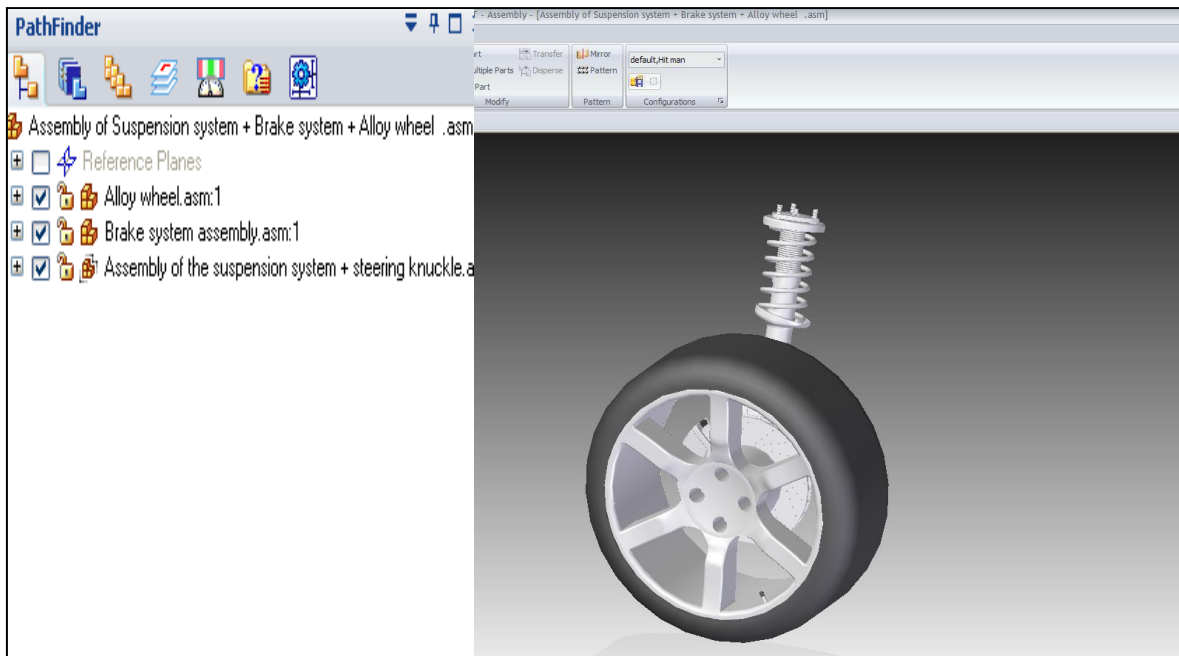 PathFinder
Assembly of Suspension system + Brake system + Alloy wheel .asm
Reference Planes
Alloy wheel.asm:1
Brake system assembly.asm:1
Assembly of the suspension system + steering knuckle.a
- Assembly - [Assembly of Suspension system + Brake system + Alloy wheel .asm]
rt Transfer Mirror default,Hit man
ultiple Parts Disperse Pattern
Part
Modify Pattern Configurations